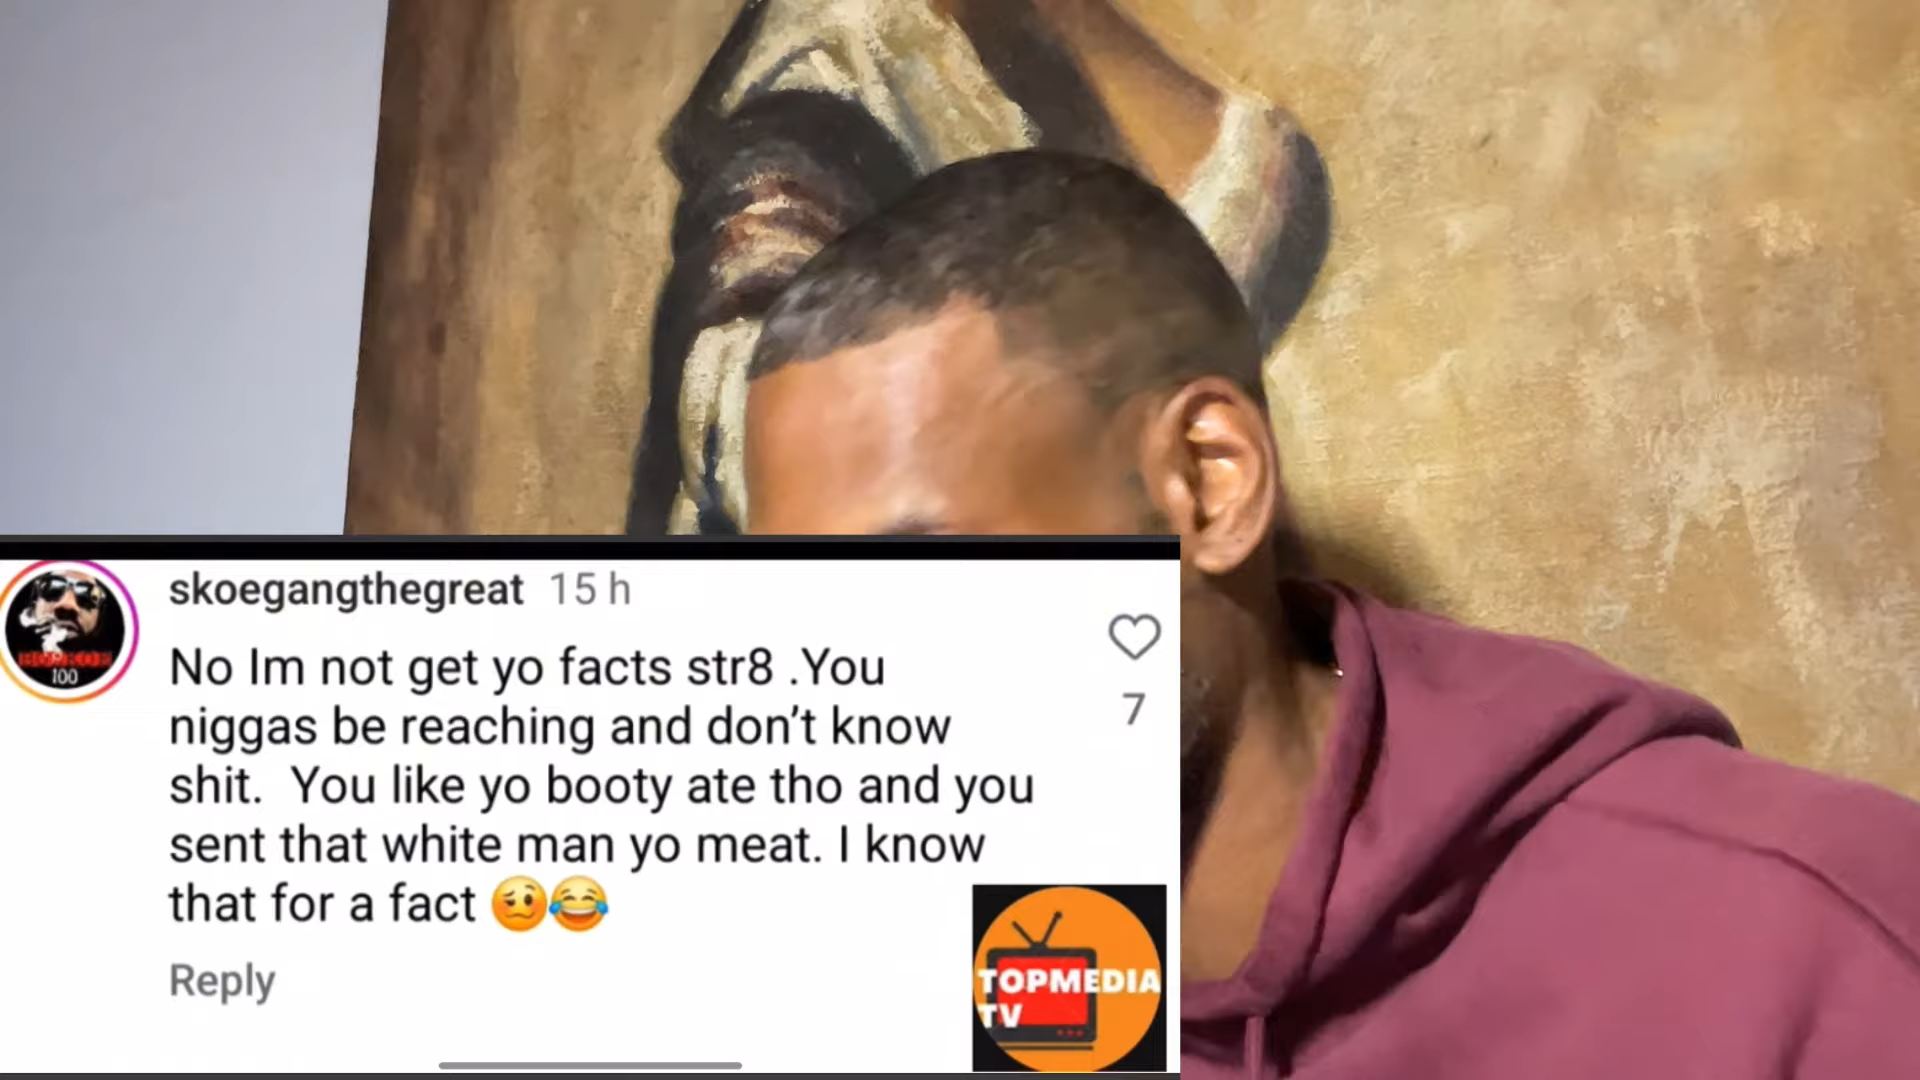 skoegangthegreat 15 h
No Im not get yo facts str8 .You
niggas be reaching and don't know
shit.  You like yo booty ate tho and you
sent that white man yo meat. I know
that for a fact 🥴😂
7
Reply
100
TOPMEDIA
TV